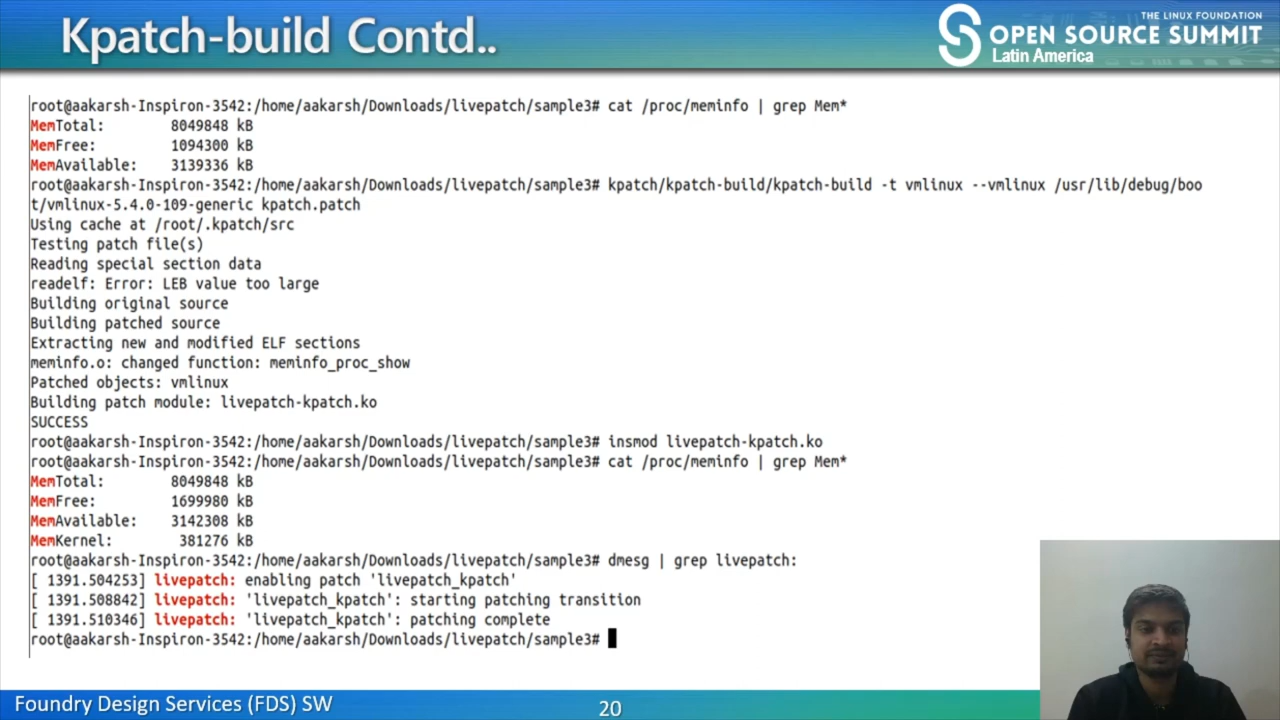 Kpatch-build Contd..
THE LINUX FOUNDATION
OPEN SOURCE SUMMIT
Latin America
root@aakarsh-Inspiron-3542:/home/aakarsh/Downloads/livepatch/sample3# cat /proc/meminfo | grep Mem*
MemTotal:        8049848 kB
MemFree:         1094300 kB
MemAvailable:    3139336 kB
root@aakarsh-Inspiron-3542:/home/aakarsh/Downloads/livepatch/sample3# kpatch/kpatch-build/kpatch-build -t vmlinux --vmlinux /usr/lib/debug/boo
t/vmlinux-5.4.0-109-generic kpatch.patch
Using cache at /root/.kpatch/src
Testing patch file(s)
Reading special section data
readelf: Error: LEB value too large
Building original source
Building patched source
Extracting new and modified ELF sections
meminfo.o: changed function: meminfo_proc_show
Patched objects: vmlinux
Building patch module: livepatch-kpatch.ko
SUCCESS
root@aakarsh-Inspiron-3542:/home/aakarsh/Downloads/livepatch/sample3# insmod livepatch-kpatch.ko
root@aakarsh-Inspiron-3542:/home/aakarsh/Downloads/livepatch/sample3# cat /proc/meminfo | grep Mem*
MemTotal:        8049848 kB
MemFree:         1699980 kB
MemAvailable:    3142308 kB
MemKernel:        381276 kB
root@aakarsh-Inspiron-3542:/home/aakarsh/Downloads/livepatch/sample3# dmesg | grep livepatch:
[ 1391.504253] livepatch: enabling patch 'livepatch_kpatch'
[ 1391.508842] livepatch: 'livepatch_kpatch': starting patching transition
[ 1391.510346] livepatch: 'livepatch_kpatch': patching complete
root@aakarsh-Inspiron-3542:/home/aakarsh/Downloads/livepatch/sample3#
Foundry Design Services (FDS) SW
20